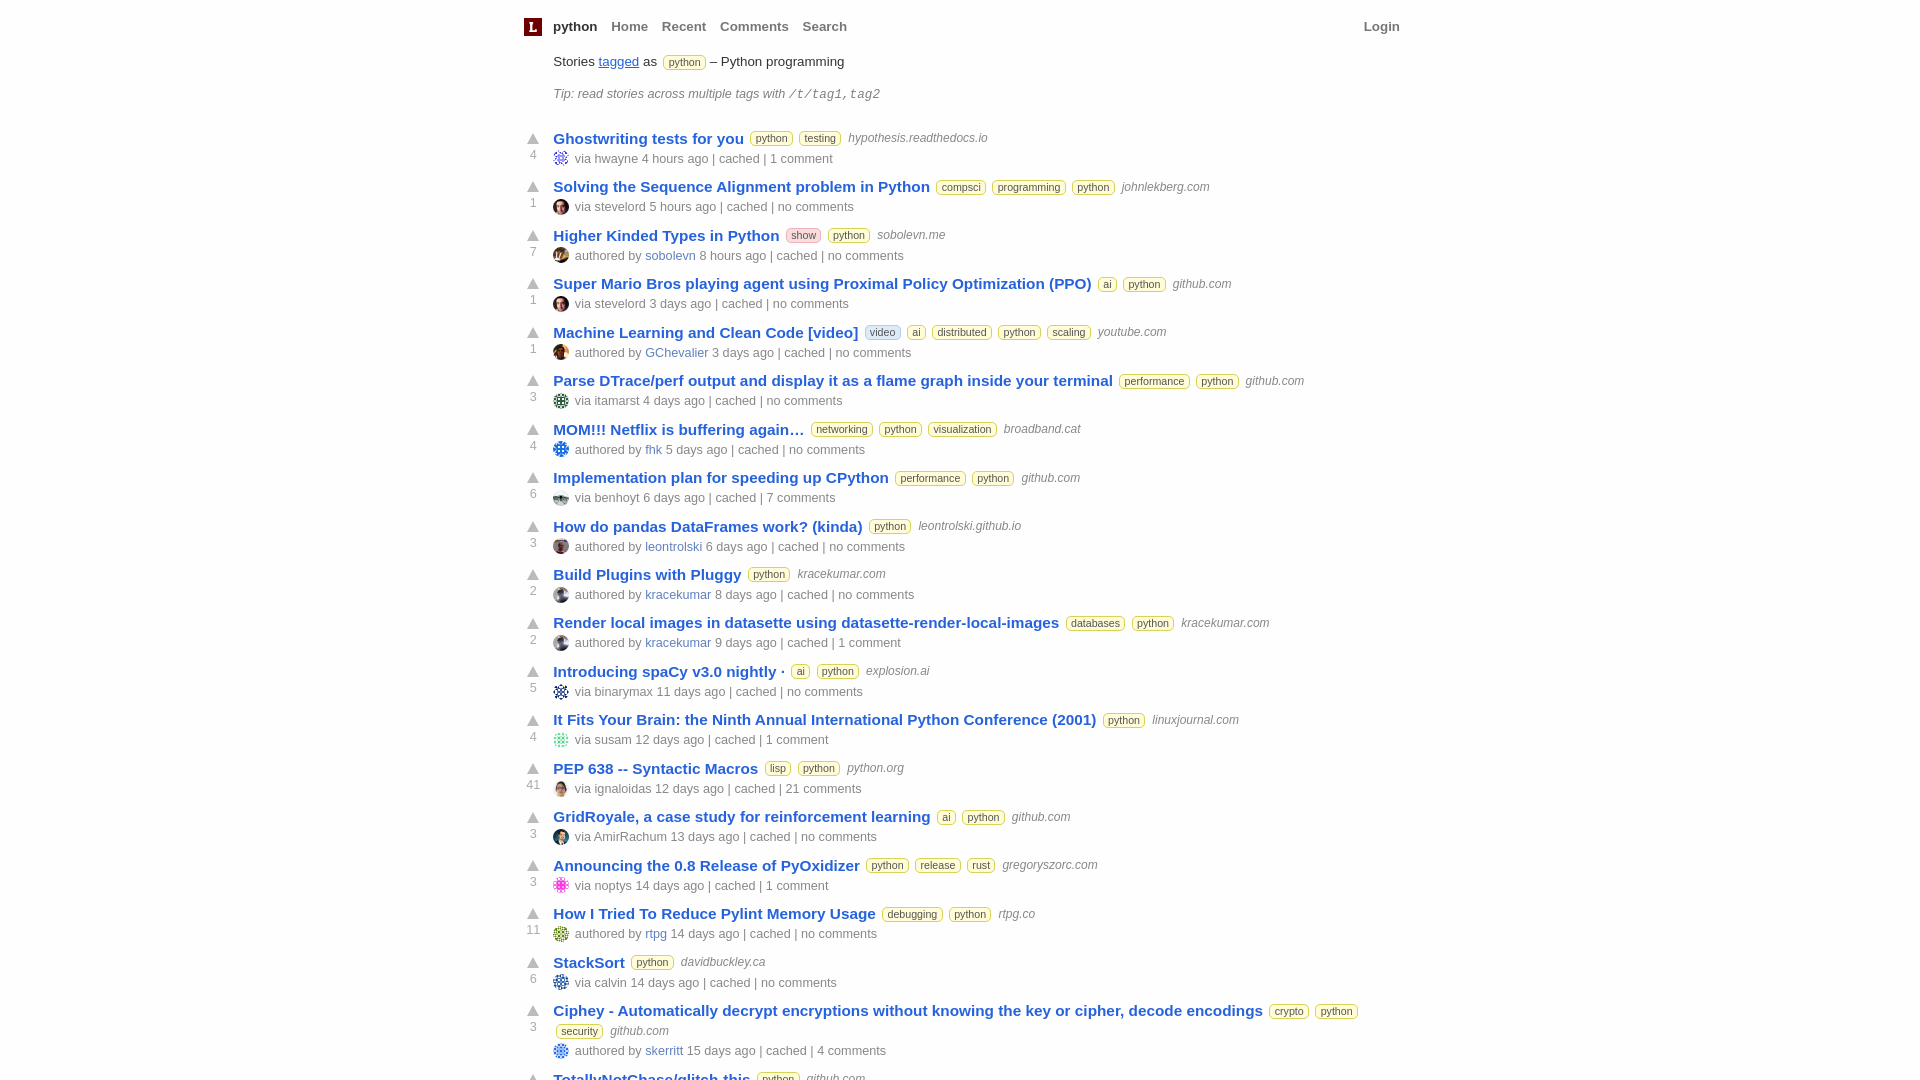 L python Home Recent Comments Search Login
Stories tagged as python – Python programming
Tip: read stories across multiple tags with /t/tag1,tag2
Ghostwriting tests for you python testing hypothesis.readthedocs.io
4 via hwayne 4 hours ago | cached | 1 comment
Solving the Sequence Alignment problem in Python compsci programming python johnlekberg.com
1 via stevelord 5 hours ago | cached | no comments
Higher Kinded Types in Python show python sobolevn.me
7 authored by sobolevn 8 hours ago | cached | no comments
Super Mario Bros playing agent using Proximal Policy Optimization (PPO) ai python github.com
1 via stevelord 3 days ago | cached | no comments
Machine Learning and Clean Code [video] video ai distributed python scaling youtube.com
1 authored by GChevalier 3 days ago | cached | no comments
Parse DTrace/perf output and display it as a flame graph inside your terminal performance python github.com
3 via itamarst 4 days ago | cached | no comments
MOM!!! Netflix is buffering again… networking python visualization broadband.cat
4 authored by fhk 5 days ago | cached | no comments
Implementation plan for speeding up CPython performance python github.com
6 via benhoyt 6 days ago | cached | 7 comments
How do pandas DataFrames work? (kinda) python leontrolski.github.io
3 authored by leontrolski 6 days ago | cached | no comments
Build Plugins with Pluggy python kracekumar.com
2 authored by kracekumar 8 days ago | cached | no comments
Render local images in datasette using datasette-render-local-images databases python kracekumar.com
2 authored by kracekumar 9 days ago | cached | 1 comment
Introducing spaCy v3.0 nightly · ai python explosion.ai
5 via binarymax 11 days ago | cached | no comments
It Fits Your Brain: the Ninth Annual International Python Conference (2001) python linuxjournal.com
4 via susam 12 days ago | cached | 1 comment
PEP 638 -- Syntactic Macros lisp python python.org
41 via ignaloidas 12 days ago | cached | 21 comments
GridRoyale, a case study for reinforcement learning ai python github.com
3 via AmirRachum 13 days ago | cached | no comments
Announcing the 0.8 Release of PyOxidizer python release rust gregoryszorc.com
3 via noptys 14 days ago | cached | 1 comment
How I Tried To Reduce Pylint Memory Usage debugging python rtpg.co
11 authored by rtpg 14 days ago | cached | no comments
StackSort python davidbuckley.ca
6 via calvin 14 days ago | cached | no comments
Ciphey - Automatically decrypt encryptions without knowing the key or cipher, decode encodings crypto python
3 security github.com
authored by skerritt 15 days ago | cached | 4 comments
TotallyNotChase/glitch-this python github.com